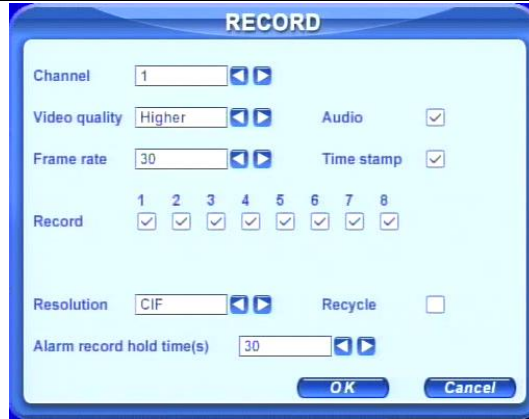 RECORD
Channel 1
Video quality Higher Audio
Frame rate 30 Time stamp
1 2 3 4 5 6 7 8
Record
Resolution CIF Recycle
Alarm record hold time(s) 30
OK Cancel